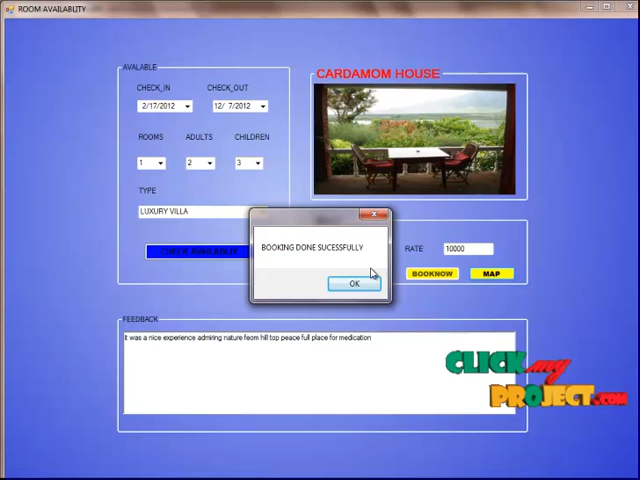 ROOM AVAILABLITY
AVALABLE
CHECK_IN
CHECK_OUT
2/17/2012
12/ 7/2012
ROOMS
ADULTS
CHILDREN
1
2
3
TYPE
LUXURY VILLA
CHECK AVAILABLITY
CARDAMOM HOUSE
BOOKING DONE SUCESSFULLY
OK
RATE
10000
BOOKNOW
MAP
FEEDBACK
it was a nice experience admiring nature feom hill top peace full place for medication
CLICK my
PROJECT.COM